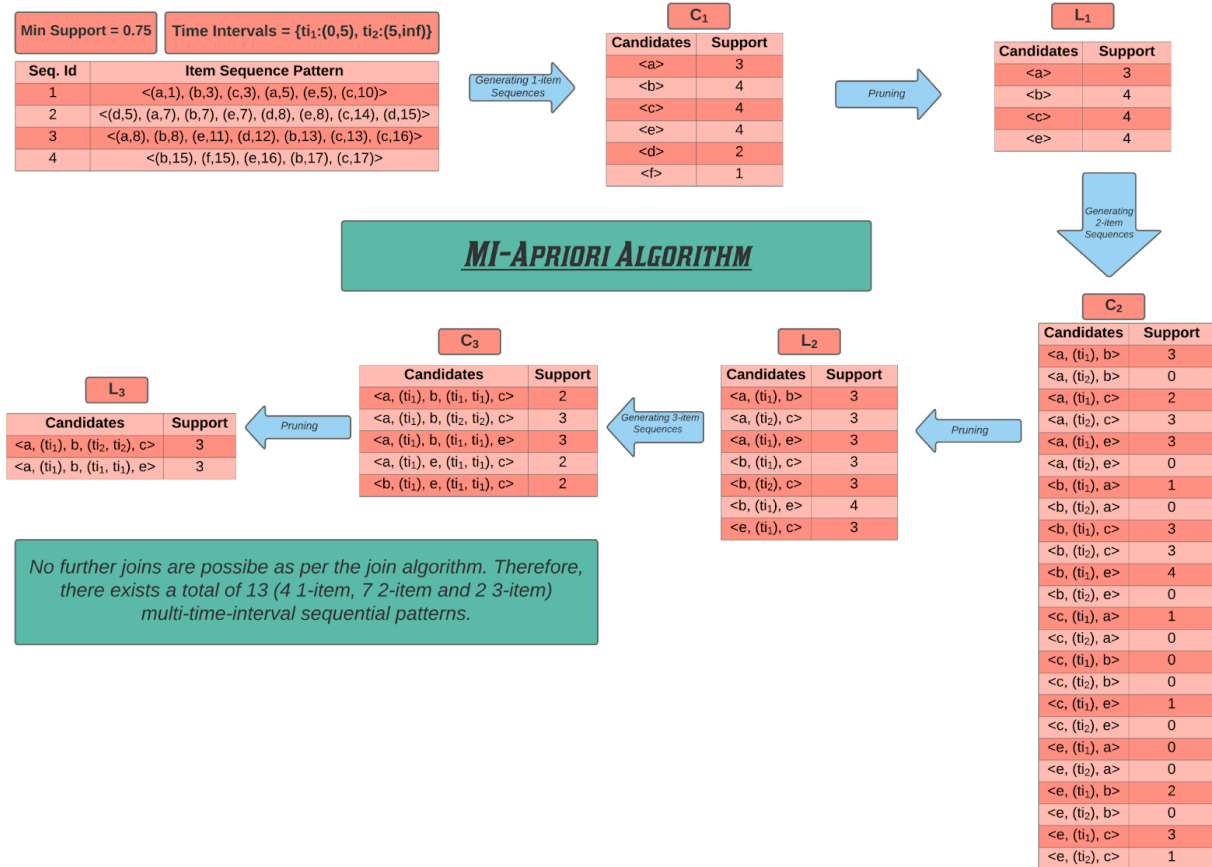 Min Support = 0.75
Time Intervals = {ti₁:(0,5), ti₂:(5,inf)}
Seq. Id Item Sequence Pattern
1 <(a,1), (b,3), (c,3), (a,5), (e,5), (c,10)>
2 <(d,5), (a,7), (b,7), (e,7), (d,8), (e,8), (c,14), (d,15)>
3 <(a,8), (b,8), (e,11), (d,12), (b,13), (c,13), (c,16)>
4 <(b,15), (f,15), (e,16), (b,17), (c,17)>
Generating 1-item
Sequences
C₁
Candidates Support
<a> 3
<b> 4
<c> 4
<e> 4
<d> 2
<f> 1
Pruning
L₁
Candidates Support
<a> 3
<b> 4
<c> 4
<e> 4
Generating
2-item
Sequences
MI-APRIORI ALGORITHM
C₂
Candidates Support
<a, (ti₁), b> 3
<a, (ti₂), b> 0
<a, (ti₁), c> 2
<a, (ti₂), c> 3
<a, (ti₁), e> 3
<a, (ti₂), e> 0
<b, (ti₁), a> 1
<b, (ti₂), a> 0
<b, (ti₁), c> 3
<b, (ti₂), c> 3
<b, (ti₁), e> 4
<b, (ti₂), e> 0
<c, (ti₁), a> 1
<c, (ti₂), a> 0
<c, (ti₁), b> 0
<c, (ti₂), b> 0
<c, (ti₁), e> 1
<c, (ti₂), e> 0
<e, (ti₁), a> 0
<e, (ti₂), a> 0
<e, (ti₁), b> 2
<e, (ti₂), b> 0
<e, (ti₁), c> 3
<e, (ti₂), c> 1
Pruning
L₂
Candidates Support
<a, (ti₁), b> 3
<a, (ti₂), c> 3
<a, (ti₁), e> 3
<b, (ti₁), c> 3
<b, (ti₂), c> 3
<b, (ti₁), e> 4
<e, (ti₁), c> 3
Generating 3-item
Sequences
C₃
Candidates Support
<a, (ti₁), b, (ti₁, ti₁), c> 2
<a, (ti₁), b, (ti₂, ti₂), c> 3
<a, (ti₁), b, (ti₁, ti₁), e> 3
<a, (ti₁), e, (ti₁, ti₁), c> 2
<b, (ti₁), e, (ti₁, ti₁), c> 2
Pruning
L₃
Candidates Support
<a, (ti₁), b, (ti₂, ti₂), c> 3
<a, (ti₁), b, (ti₁, ti₁), e> 3
No further joins are possibe as per the join algorithm. Therefore,
there exists a total of 13 (4 1-item, 7 2-item and 2 3-item)
multi-time-interval sequential patterns.